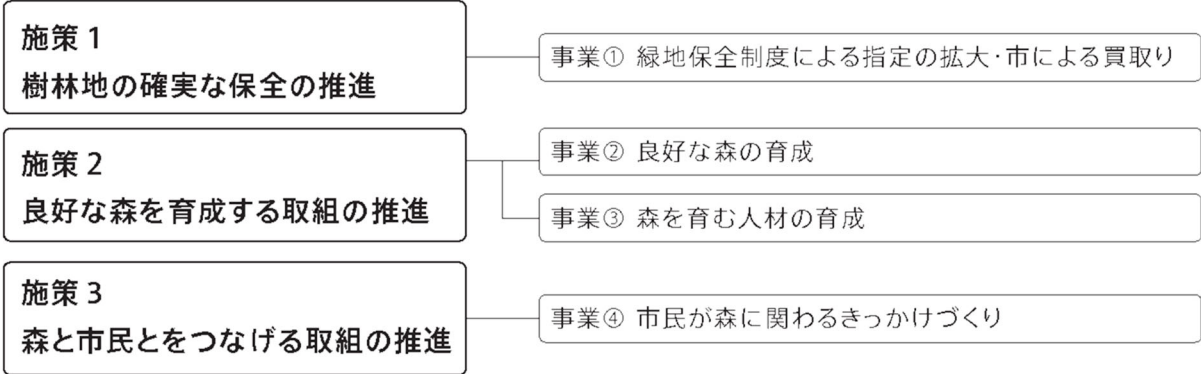 施策 1
樹林地の確実な保全の推進
事業① 緑地保全制度による指定の拡大・市による買取り
施策 2
良好な森を育成する取組の推進
事業② 良好な森の育成
事業③ 森を育む人材の育成
施策 3
森と市民とをつなげる取組の推進
事業④ 市民が森に関わるきっかけづくり